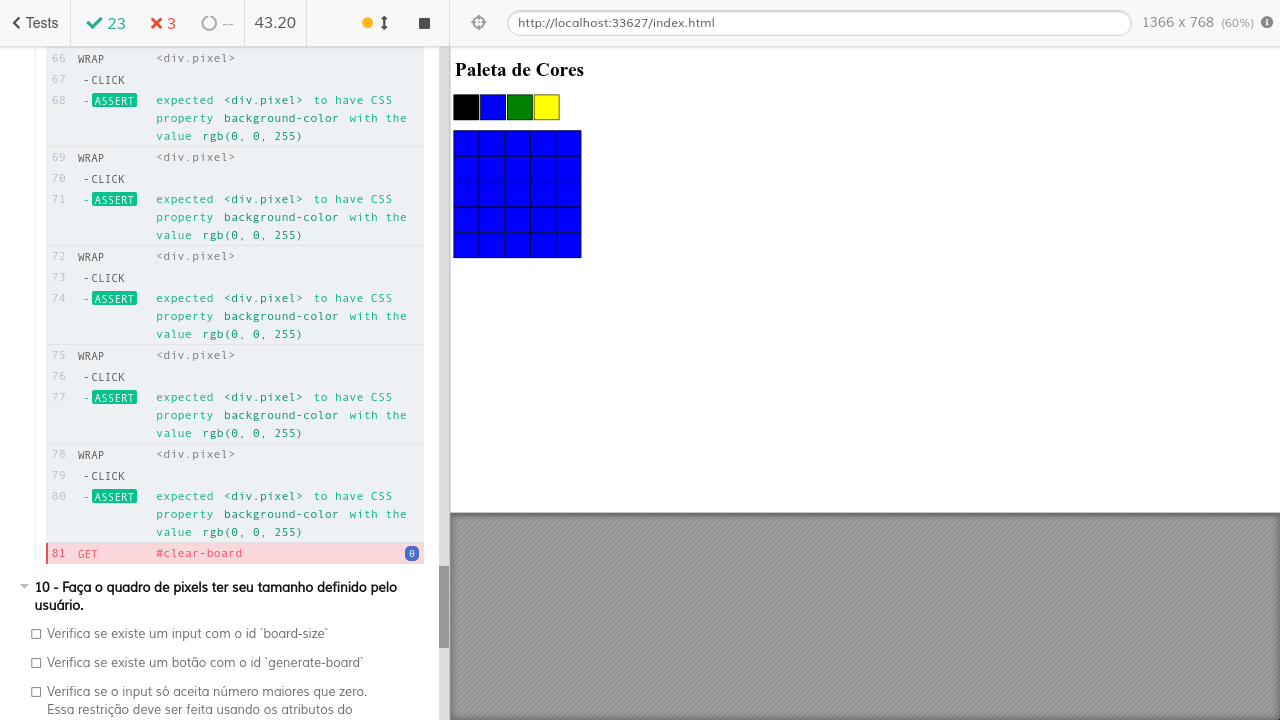 Tests 23 3 -- 43.20
http://localhost:33627/index.html 1366 x 768 (60%)
66 WRAP <div.pixel>
67 -CLICK
68 -ASSERT expected <div.pixel> to have CSS
property background-color with the
value rgb(0, 0, 255)
69 WRAP <div.pixel>
70 -CLICK
71 -ASSERT expected <div.pixel> to have CSS
property background-color with the
value rgb(0, 0, 255)
72 WRAP <div.pixel>
73 -CLICK
74 -ASSERT expected <div.pixel> to have CSS
property background-color with the
value rgb(0, 0, 255)
75 WRAP <div.pixel>
76 -CLICK
77 -ASSERT expected <div.pixel> to have CSS
property background-color with the
value rgb(0, 0, 255)
78 WRAP <div.pixel>
79 -CLICK
80 -ASSERT expected <div.pixel> to have CSS
property background-color with the
value rgb(0, 0, 255)
81 GET #clear-board 0
10 - Faça o quadro de pixels ter seu tamanho definido pelo
usuário.
Verifica se existe um input com o id `board-size`
Verifica se existe um botão com o id `generate-board`
Verifica se o input só aceita número maiores que zero.
Essa restrição deve ser feita usando os atributos do
Paleta de Cores